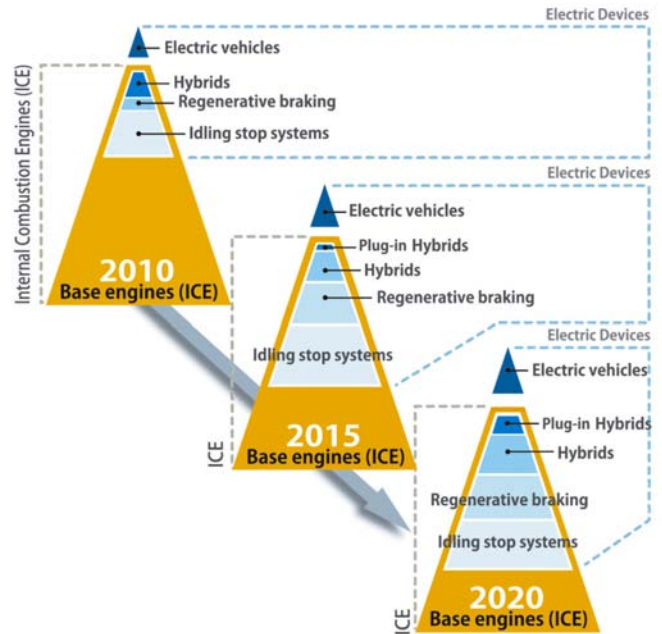 Electric Devices
Electric vehicles
Internal Combustion Engines (ICE)
Hybrids
Regenerative braking
Idling stop systems
2010
Base engines (ICE)
Electric Devices
Electric vehicles
ICE
Plug-in Hybrids
Hybrids
Regenerative braking
Idling stop systems
2015
Base engines (ICE)
Electric Devices
Electric vehicles
ICE
Plug-in Hybrids
Hybrids
Regenerative braking
Idling stop systems
2020
Base engines (ICE)